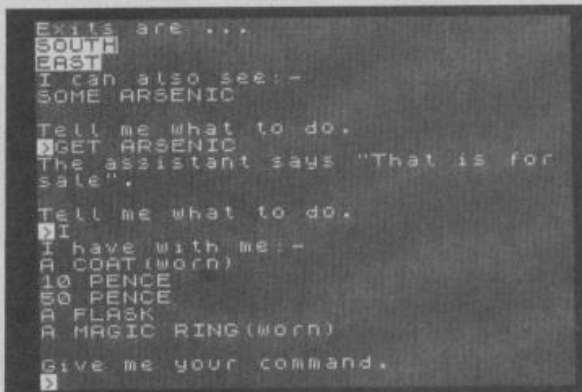 Exits are ...
SOUTH
EAST
I can also see:-
SOME ARSENIC
Tell me what to do.
>GET ARSENIC
The assistant says "That is for
sale".
Tell me what to do.
>I
I have with me:-
A COAT(worn)
10 PENCE
50 PENCE
A FLASK
A MAGIC RING(worn)
Give me your command.
>